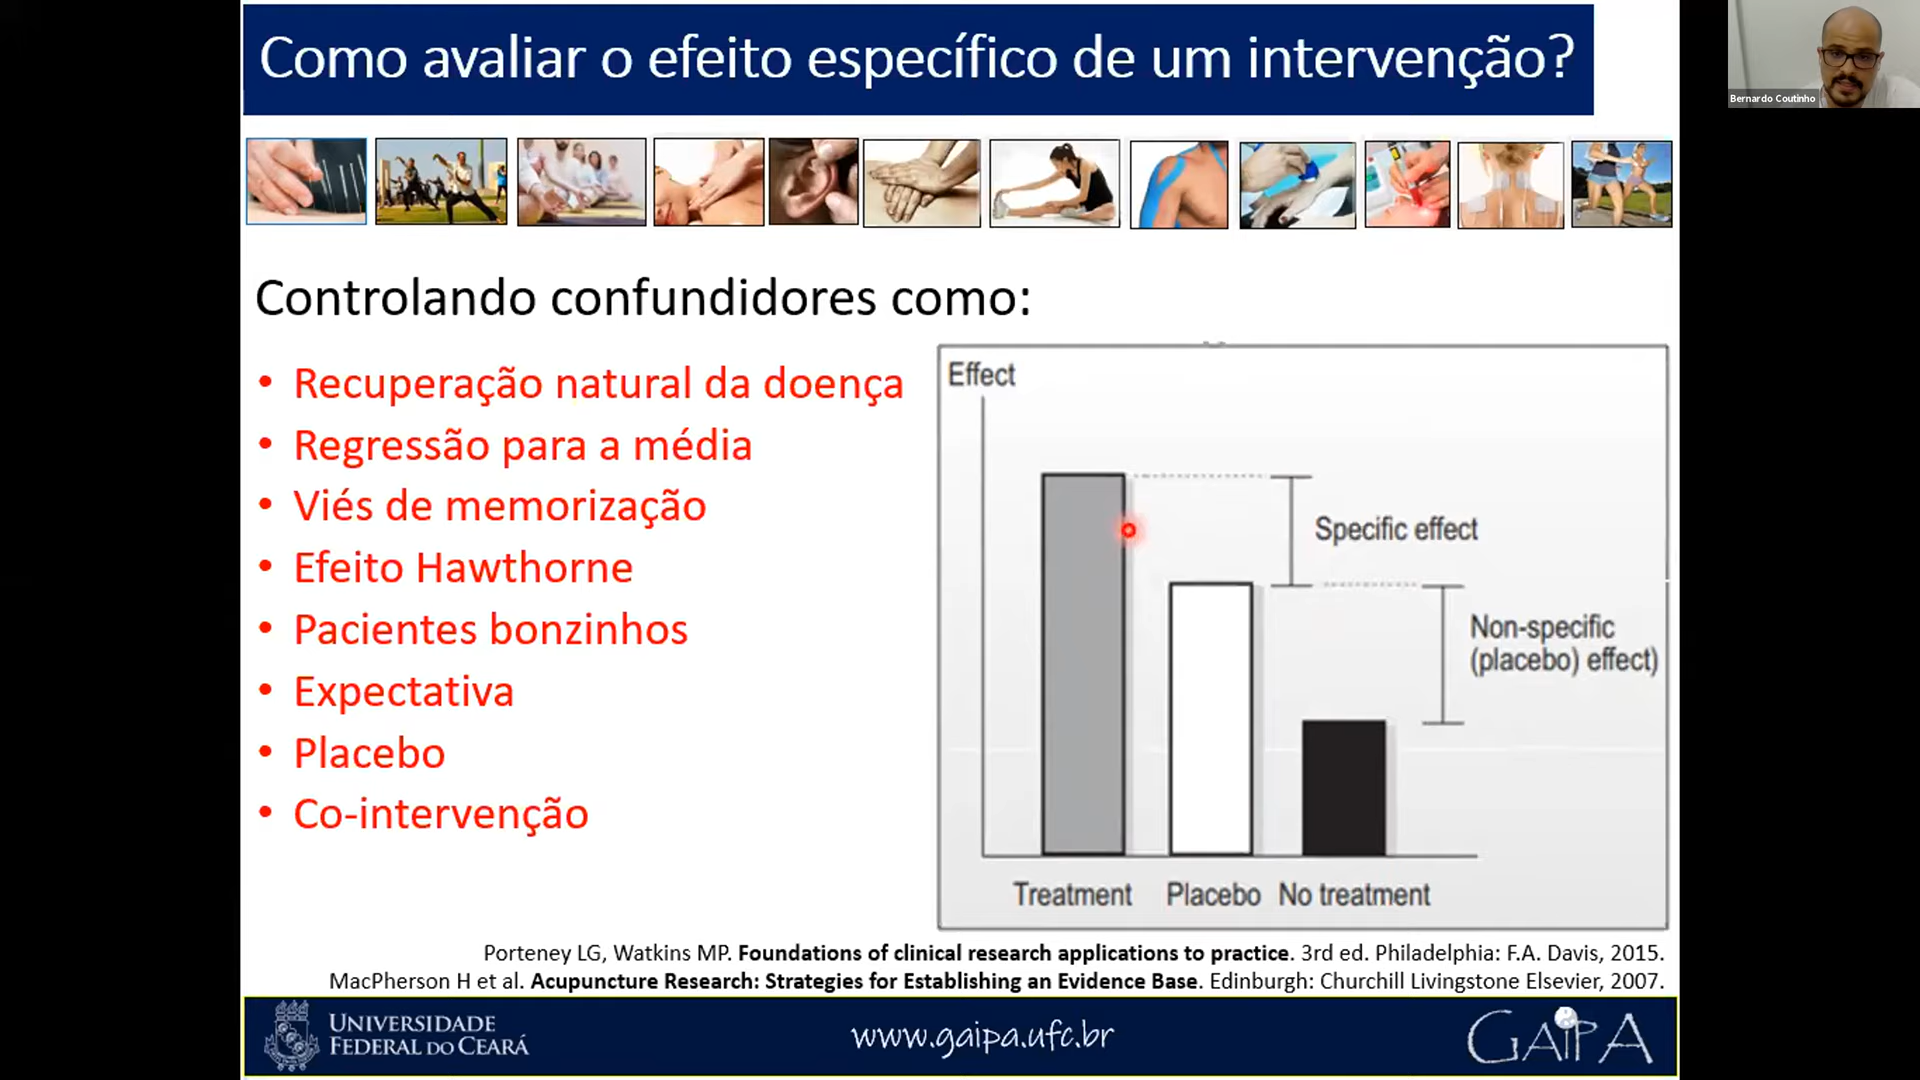 Como avaliar o efeito específico de um intervenção?
Bernardo Coutinho
Controlando confundidores como:
• Recuperação natural da doença
• Regressão para a média
• Viés de memorização
• Efeito Hawthorne
• Pacientes bonzinhos
• Expectativa
• Placebo
• Co-intervenção
Effect
Specific effect
Non-specific
(placebo) effect)
Treatment Placebo No treatment
Porteney LG, Watkins MP. Foundations of clinical research applications to practice. 3rd ed. Philadelphia: F.A. Davis, 2015.
MacPherson H et al. Acupuncture Research: Strategies for Establishing an Evidence Base. Edinburgh: Churchill Livingstone Elsevier, 2007.
UNIVERSIDADE
FEDERAL DO CEARÁ
www.gaipa.ufc.br
GAIPA